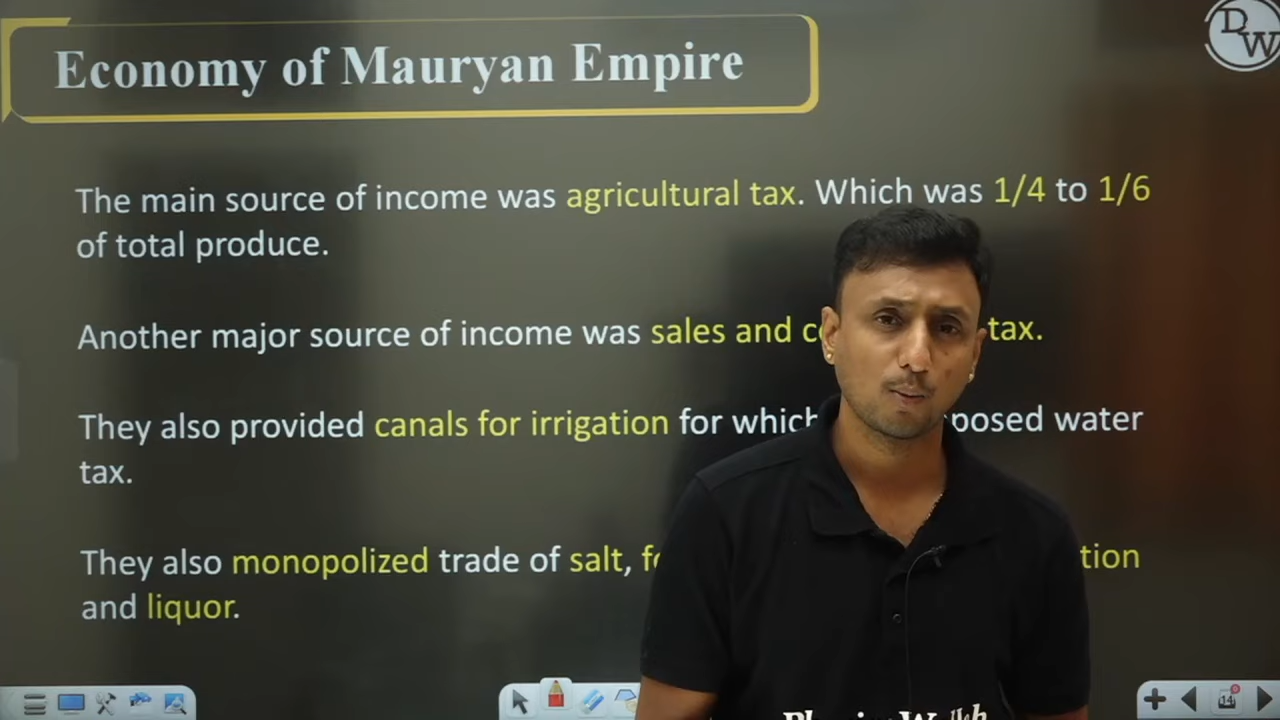 Economy of Mauryan Empire
The main source of income was agricultural tax. Which was 1/4 to 1/6
of total produce.
Another major source of income was sales and tax.
They also provided canals for irrigation for which water
tax.
They also monopolized trade of salt,
and liquor.
PW
14